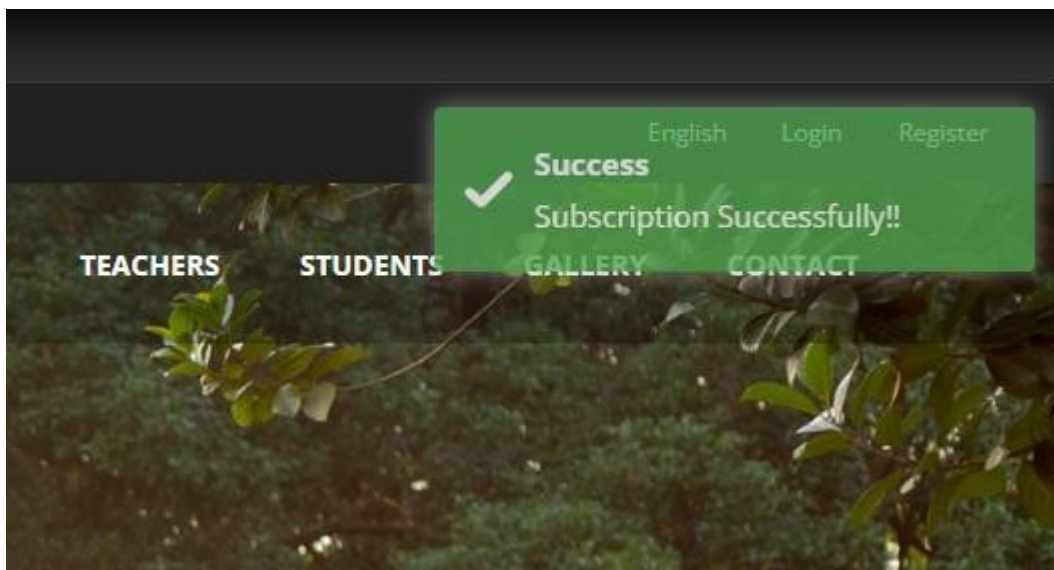 English Login Register
Success
Subscription Successfully!!
TEACHERS STUDENTS GALLERY CONTACT